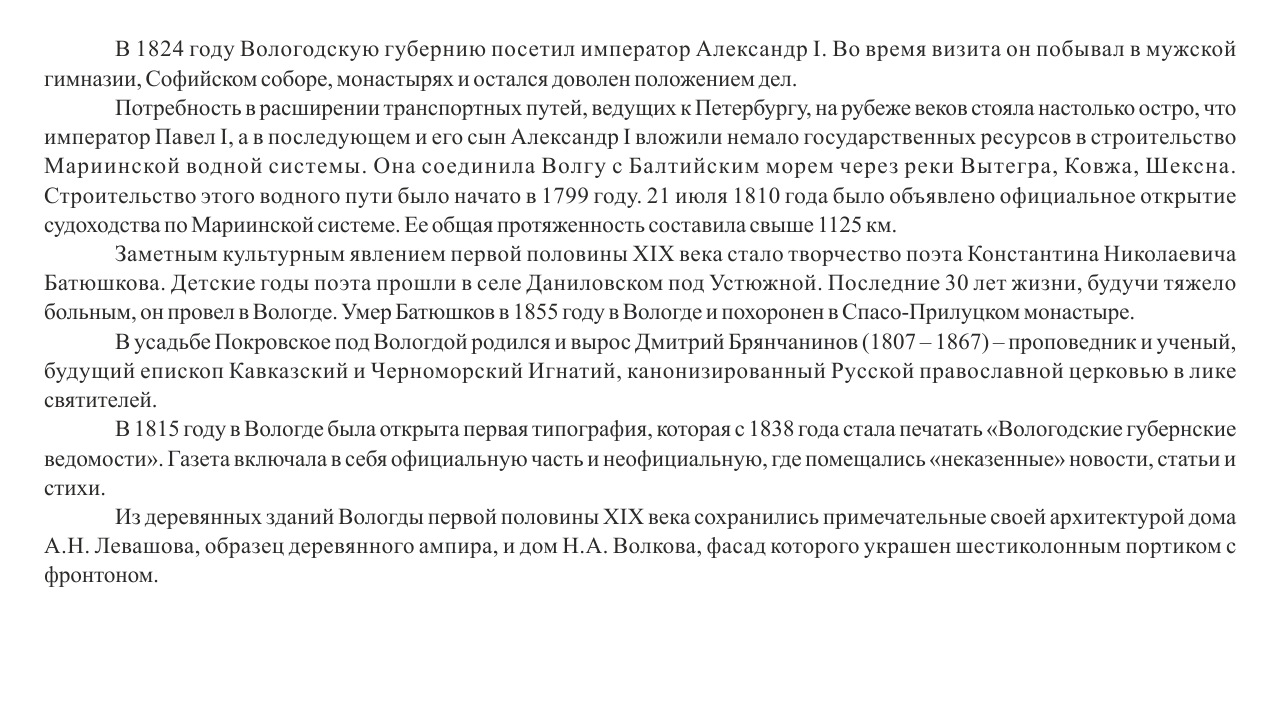 В 1824 году Вологодскую губернию посетил император Александр I. Во время визита он побывал в мужской
гимназии, Софийском соборе, монастырях и остался доволен положением дел.
Потребность в расширении транспортных путей, ведущих к Петербургу, на рубеже веков стояла настолько остро, что
император Павел I, а в последующем и его сын Александр I вложили немало государственных ресурсов в строительство
Мариинской водной системы. Она соединила Волгу с Балтийским морем через реки Вытегра, Ковжа, Шексна.
Строительство этого водного пути было начато в 1799 году. 21 июля 1810 года было объявлено официальное открытие
судоходства по Мариинской системе. Ее общая протяженность составила свыше 1125 км.
Заметным культурным явлением первой половины XIX века стало творчество поэта Константина Николаевича
Батюшкова. Детские годы поэта прошли в селе Даниловском под Устюжной. Последние 30 лет жизни, будучи тяжело
больным, он провел в Вологде. Умер Батюшков в 1855 году в Вологде и похоронен в Спасо-Прилуцком монастыре.
В усадьбе Покровское под Вологдой родился и вырос Дмитрий Брянчанинов (1807 – 1867) – проповедник и ученый,
будущий епископ Кавказский и Черноморский Игнатий, канонизированный Русской православной церковью в лике
святителей.
В 1815 году в Вологде была открыта первая типография, которая с 1838 года стала печатать «Вологодские губернские
ведомости». Газета включала в себя официальную часть и неофициальную, где помещались «неказенные» новости, статьи и
стихи.
Из деревянных зданий Вологды первой половины XIX века сохранились примечательные своей архитектурой дома
А.Н. Левашова, образец деревянного ампира, и дом Н.А. Волкова, фасад которого украшен шестиколонным портиком с
фронтоном.